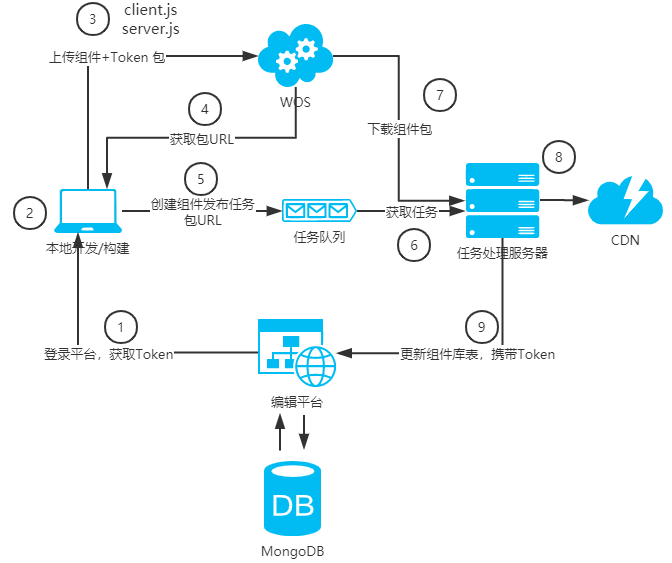 3
client.js
server.js
上传组件+Token 包
WOS
4
获取包URL
7
下载组件包
8
CDN
5
创建组件发布任务
包URL
2
本地开发/构建
任务队列
获取任务
6
任务处理服务器
1
登录平台，获取Token
9
更新组件库表，携带Token
编辑平台
DB
MongoDB